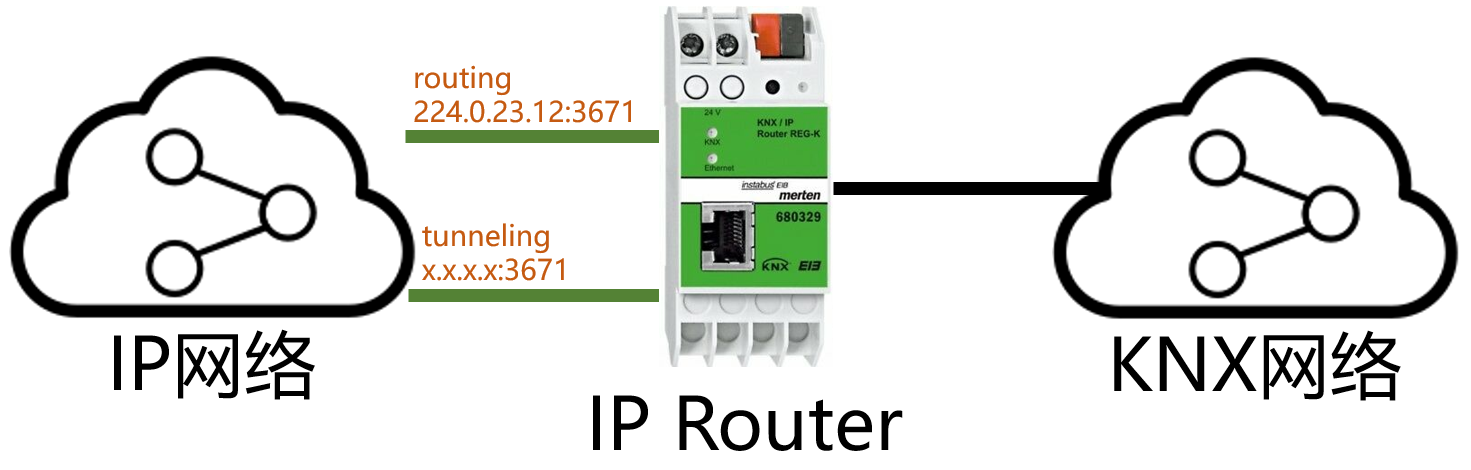 routing
224.0.23.12:3671
tunneling
x.x.x.x:3671
IP网络
24 V
KNX
Ethernet
KNX / IP
Router REG-K
instabus EIB
merten
680329
KNX EIB
IP Router
KNX网络